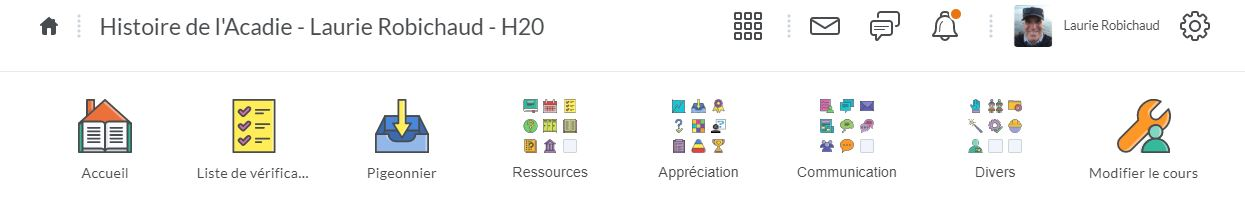 Histoire de l'Acadie - Laurie Robichaud - H20
Laurie Robichaud
Accueil
Liste de vérifica...
Pigeonnier
Ressources
Appréciation
Communication
Divers
Modifier le cours